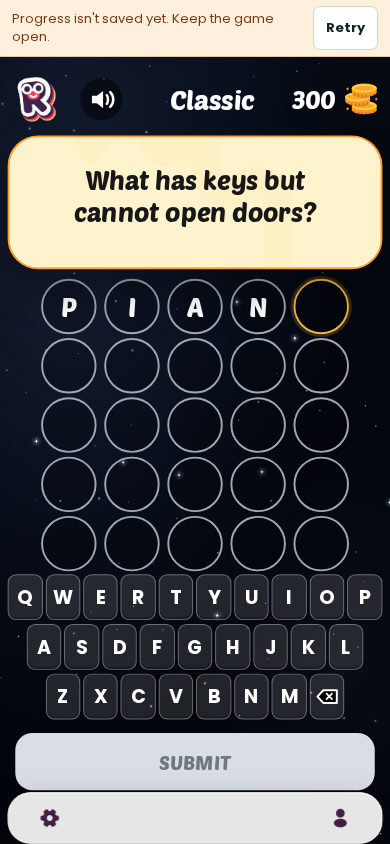 Progress isn't saved yet. Keep the game
open.
Retry
Classic
300
What has keys but
cannot open doors?
P I A N
Q W E R T Y U I O P
A S D F G H J K L
Z X C V B N M
SUBMIT